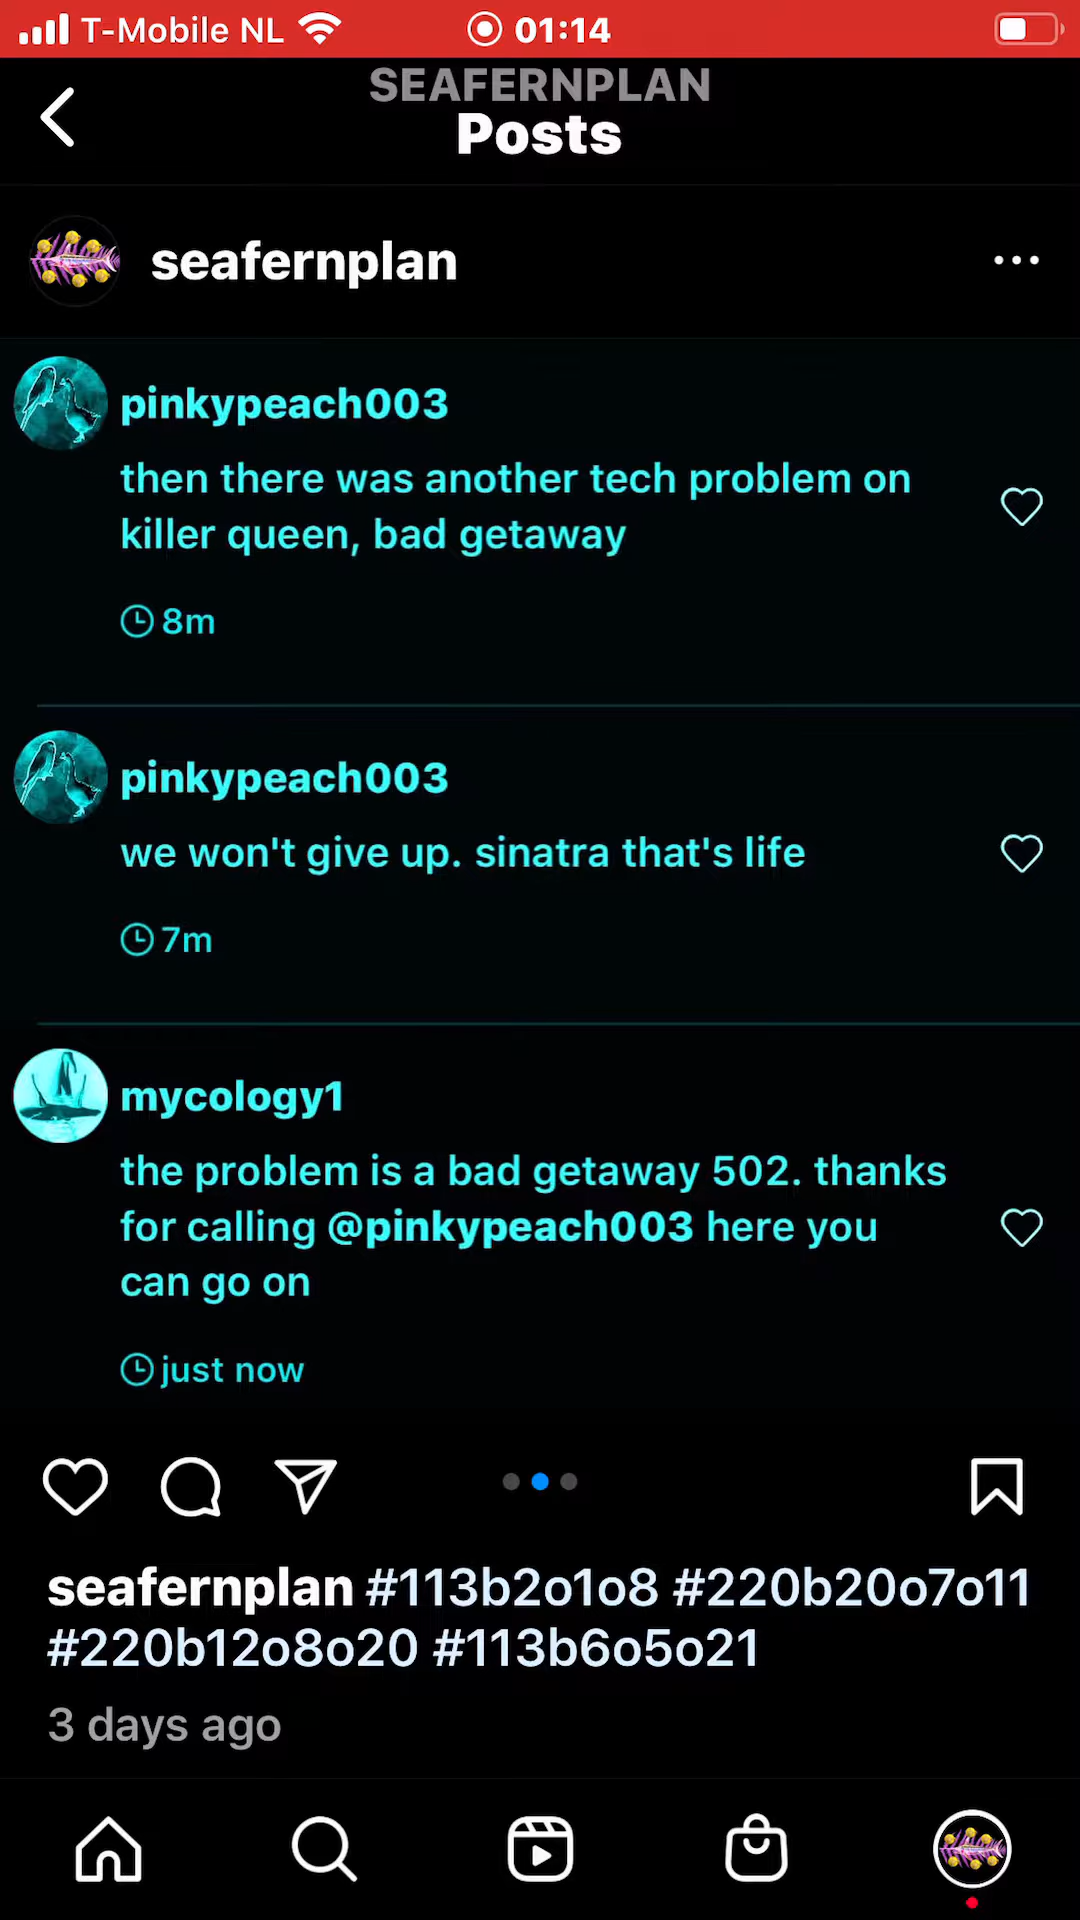 T-Mobile NL 01:14
SEAFERNPLAN
Posts
seafernplan
pinkypeach003
then there was another tech problem on
killer queen, bad getaway
8m
pinkypeach003
we won't give up. sinatra that's life
7m
mycology1
the problem is a bad getaway 502. thanks
for calling @pinkypeach003 here you
can go on
just now
seafernplan #113b2o1o8 #220b20o7o11
#220b12o8o20 #113b6o5o21
3 days ago